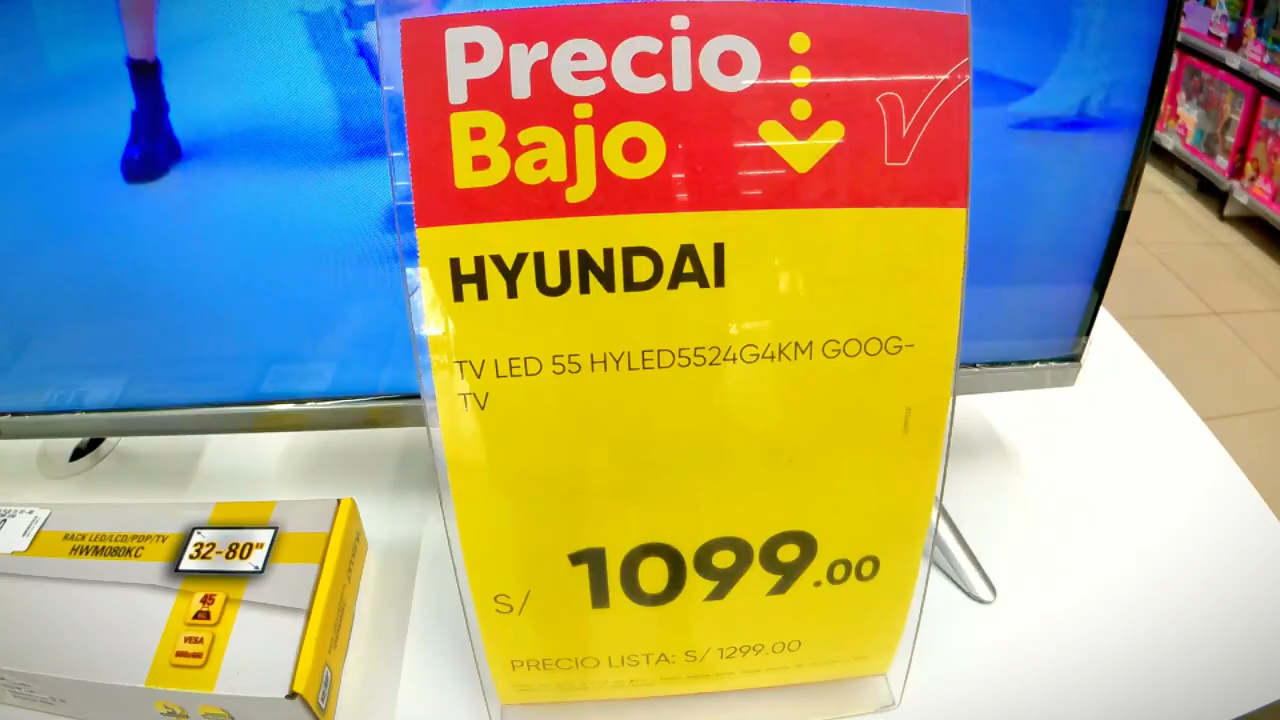 Precio
Bajo
HYUNDAI
TV LED 55 HYLED5524G4KM GOOG-
TV
S/ 1099.00
PRECIO LISTA: S/ 1299.00
RACK LED/LCD/PDP/TV
HWM080KC
32-80"
45
VESA